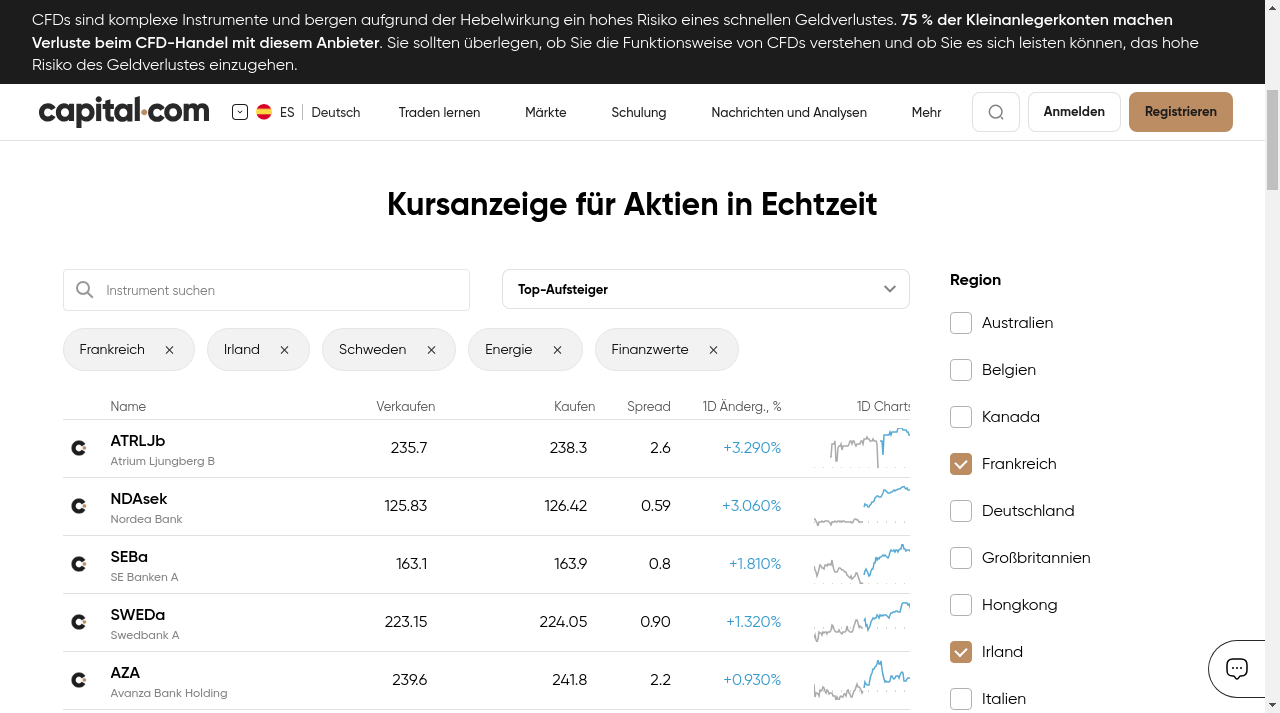 CFDs sind komplexe Instrumente und bergen aufgrund der Hebelwirkung ein hohes Risiko eines schnellen Geldverlustes. 75 % der Kleinanlegerkonten machen
Verluste beim CFD-Handel mit diesem Anbieter. Sie sollten überlegen, ob Sie die Funktionsweise von CFDs verstehen und ob Sie es sich leisten können, das hohe
Risiko des Geldverlustes einzugehen.
capital.com ES Deutsch Traden lernen Märkte Schulung Nachrichten und Analysen Mehr Anmelden Registrieren
Kursanzeige für Aktien in Echtzeit
Instrument suchen
Top-Aufsteiger
Frankreich Irland Schweden Energie Finanzwerte
Name Verkaufen Kaufen Spread 1D Änderg., % 1D Charts
ATRLJb 235.7 238.3 2.6 +3.290%
Atrium Ljungberg B
NDAsek 125.83 126.42 0.59 +3.060%
Nordea Bank
SEBa 163.1 163.9 0.8 +1.810%
SE Banken A
SWEDa 223.15 224.05 0.90 +1.320%
Swedbank A
AZA 239.6 241.8 2.2 +0.930%
Avanza Bank Holding
Region
Australien
Belgien
Kanada
Frankreich
Deutschland
Großbritannien
Hongkong
Irland
Italien